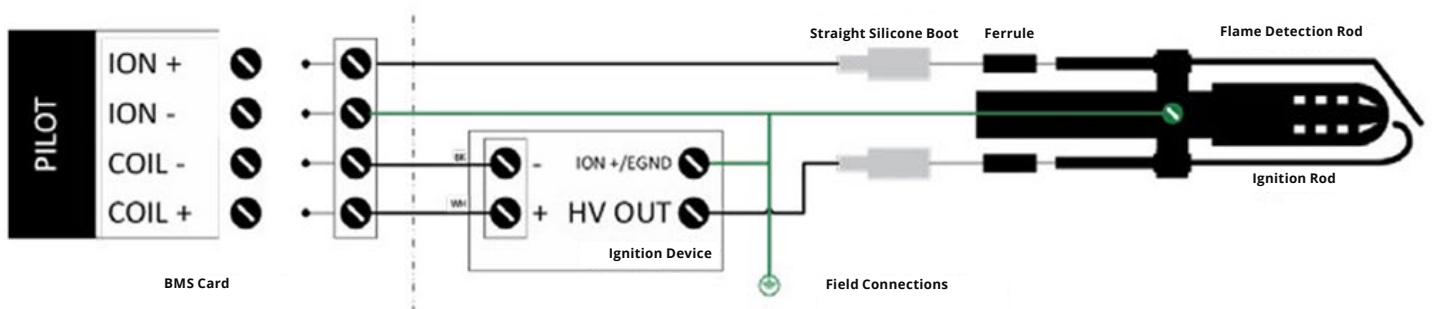 PILOT
ION +
ION -
COIL -
COIL +
BMS Card
BK
WH
-
+
ION +/EGND
HV OUT
Ignition Device
Straight Silicone Boot
Ferrule
Flame Detection Rod
Ignition Rod
Field Connections